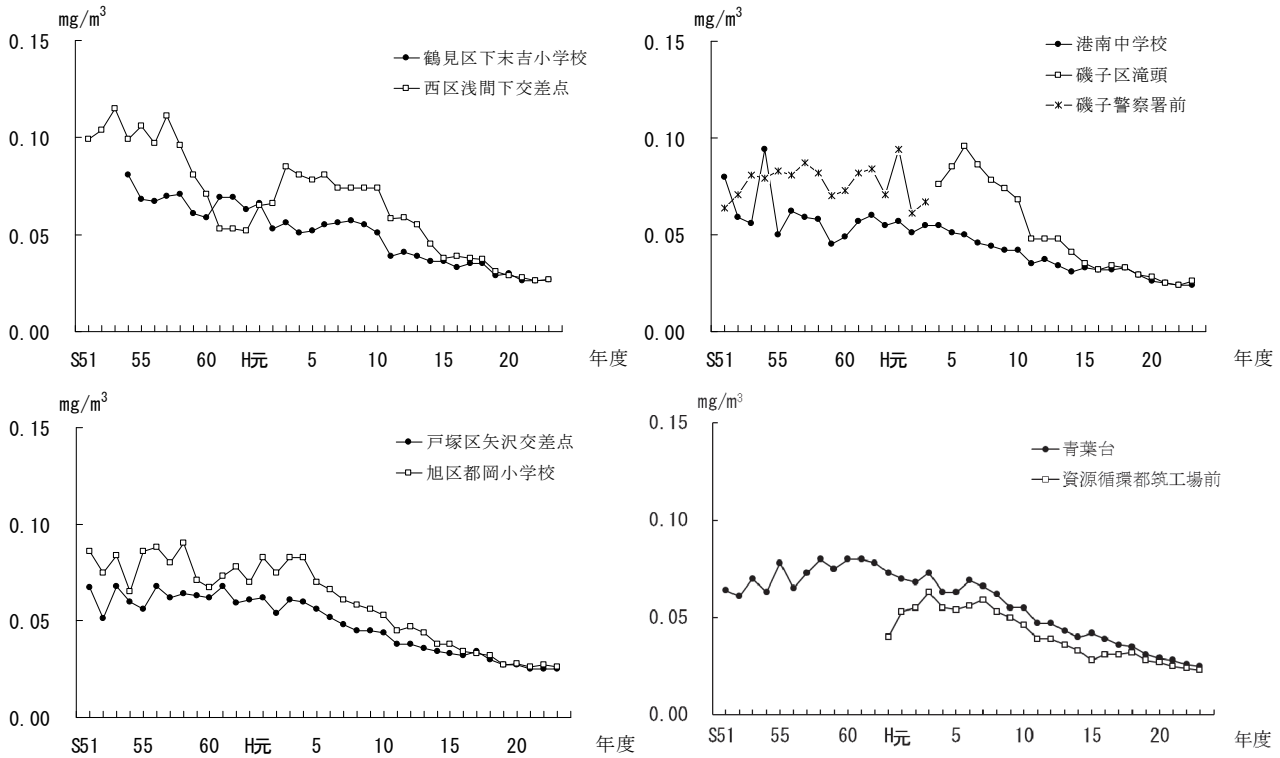 mg/m³
0.15
0.10
0.05
0.00
鶴見区下末吉小学校
西区浅間下交差点
S51 55 60 H元 5 10 15 20 年度
mg/m³
0.15
0.10
0.05
0.00
港南中学校
磯子区滝頭
磯子警察署前
S51 55 60 H元 5 10 15 20 年度
mg/m³
0.15
0.10
0.05
0.00
戸塚区矢沢交差点
旭区都岡小学校
S51 55 60 H元 5 10 15 20 年度
mg/m³
0.15
0.10
0.05
0.00
青葉台
資源循環都筑工場前
S51 55 60 H元 5 10 15 20 年度